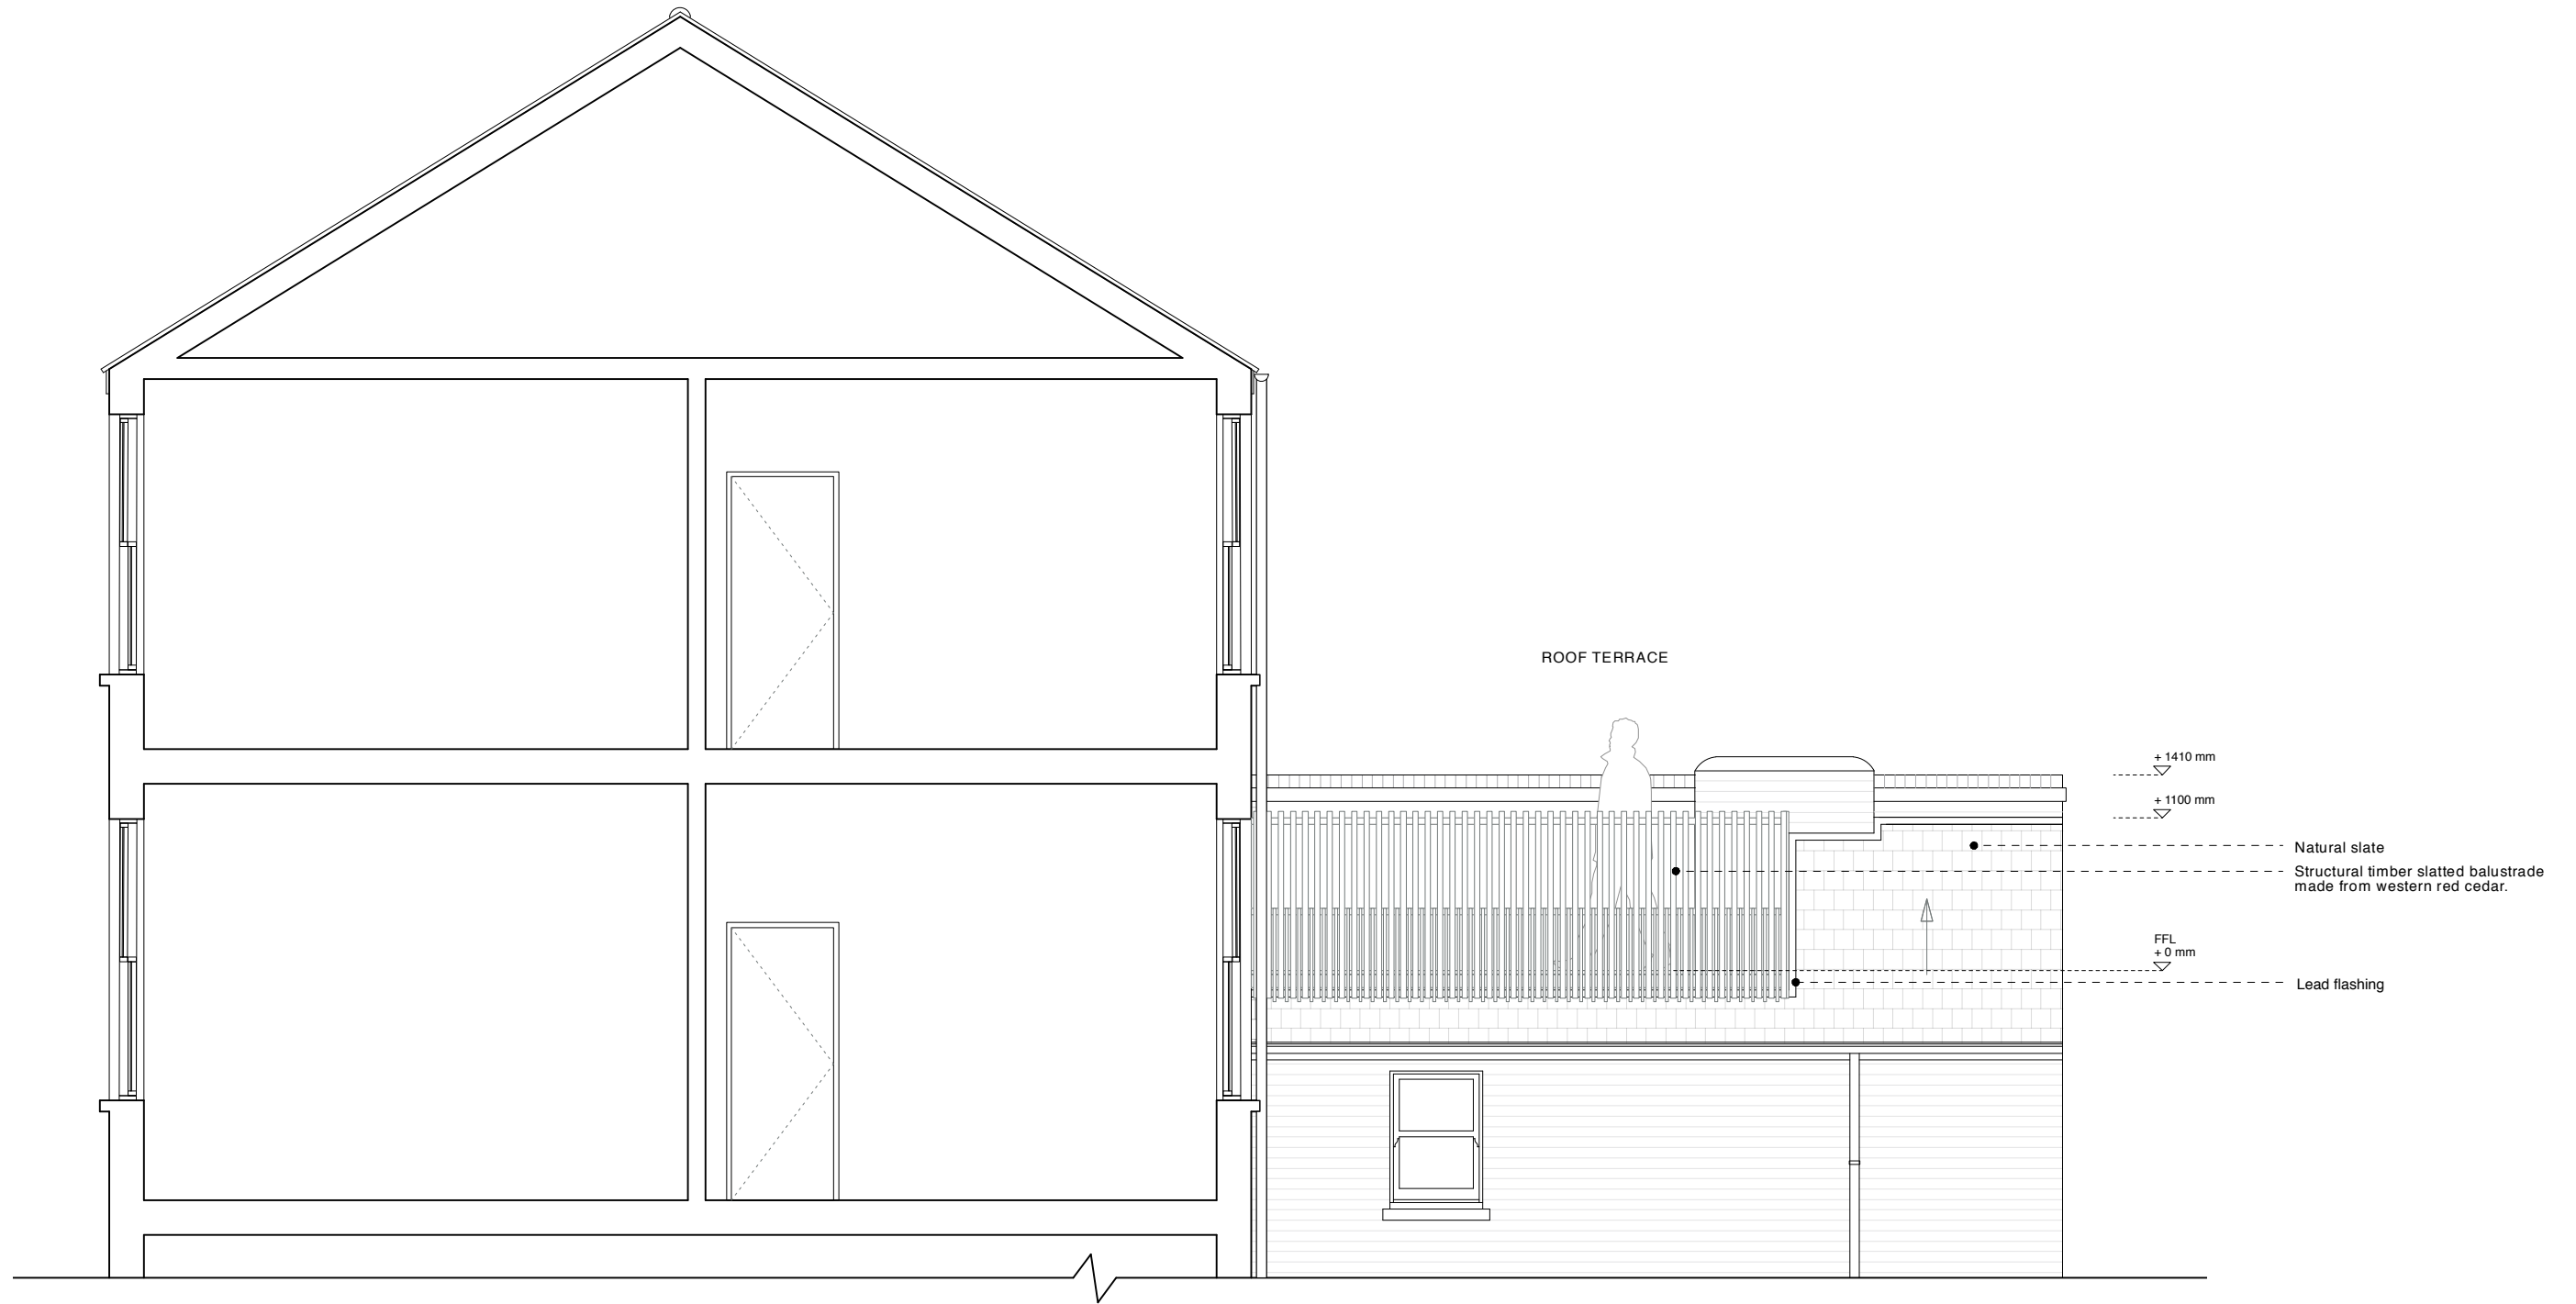 ROOF TERRACE
+ 1410 mm
+ 1100 mm
Natural slate
Structural timber slatted balustrade
made from western red cedar.
FFL
+ 0 mm
Lead flashing